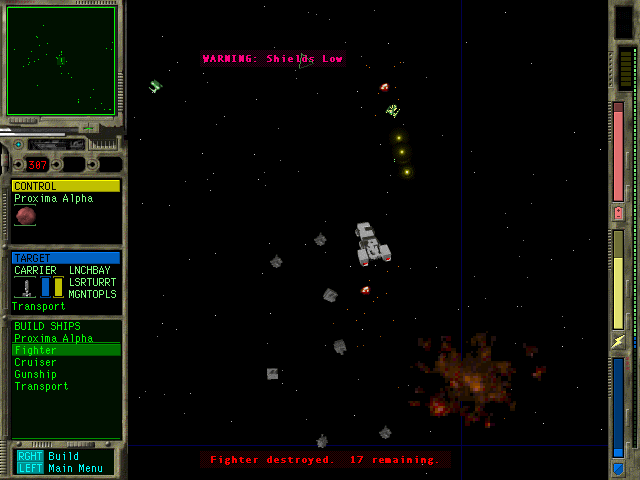 WARNING: Shields Low
307
CONTROL
Proxima Alpha
TARGET
CARRIER LNCHBAY
LSRTURRT
MGNTOPLS
Transport
BUILD SHIPS
Proxima Alpha
Fighter
Cruiser
Gunship
Transport
RGHT Build
LEFT Main Menu
Fighter destroyed. 17 remaining.